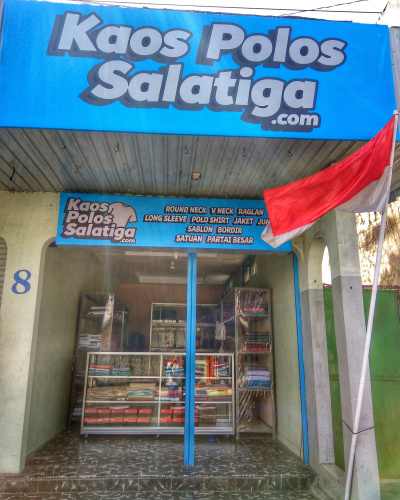 Kaos Polos
Salatiga
.com
Kaos
Polos
Salatiga
.com
ROUND NECK | V NECK | RAGLAN
LONG SLEEVE | POLO SHIRT | JAKET | JU
SABLON | BORDIR
SATUAN | PARTAI BESAR
8